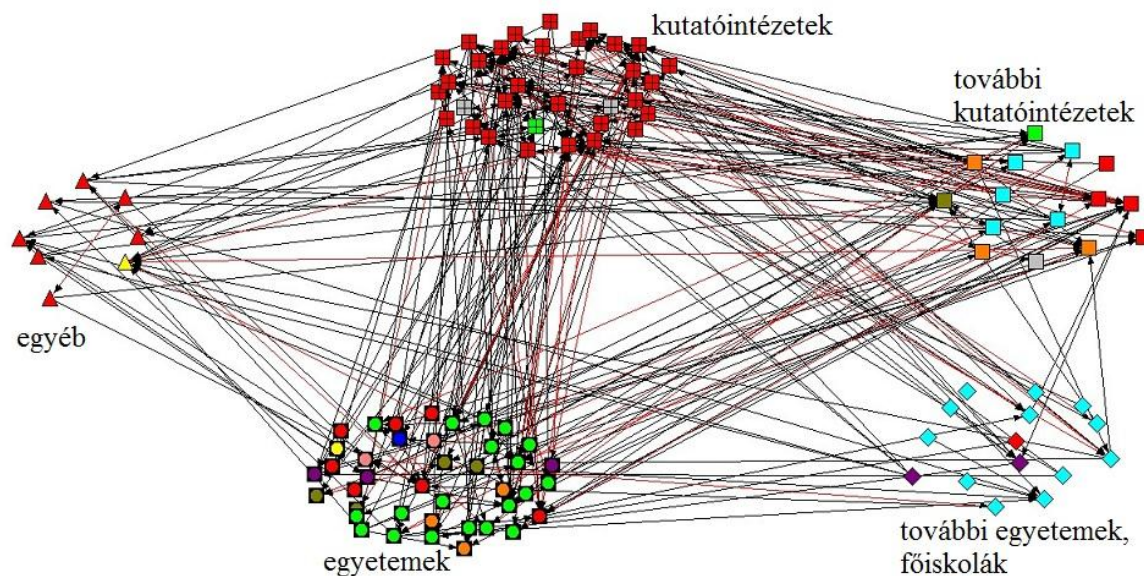 kutatóintézetek
további
kutatóintézetek
egyéb
egyetemek
további egyetemek,
főiskolák